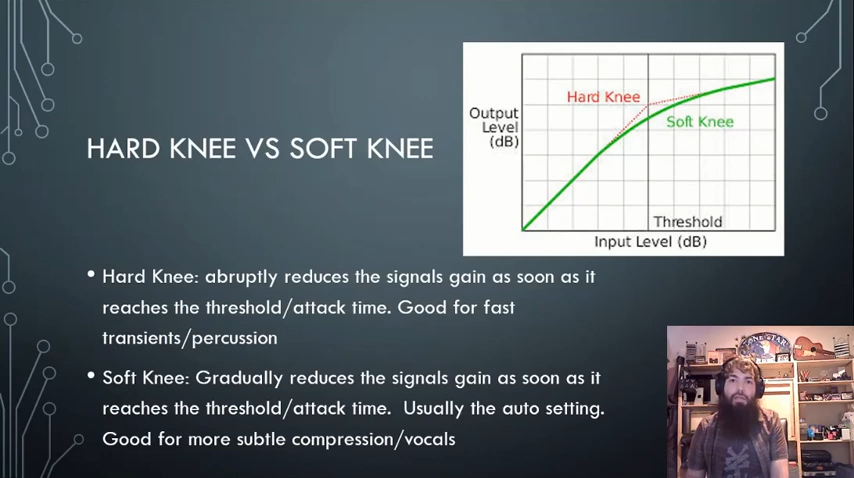 HARD KNEE VS SOFT KNEE
Output
Level
(dB)
Hard Knee
Soft Knee
Threshold
Input Level (dB)
• Hard Knee: abruptly reduces the signals gain as soon as it
reaches the threshold/attack time. Good for fast
transients/percussion
• Soft Knee: Gradually reduces the signals gain as soon as it
reaches the threshold/attack time. Usually the auto setting.
Good for more subtle compression/vocals